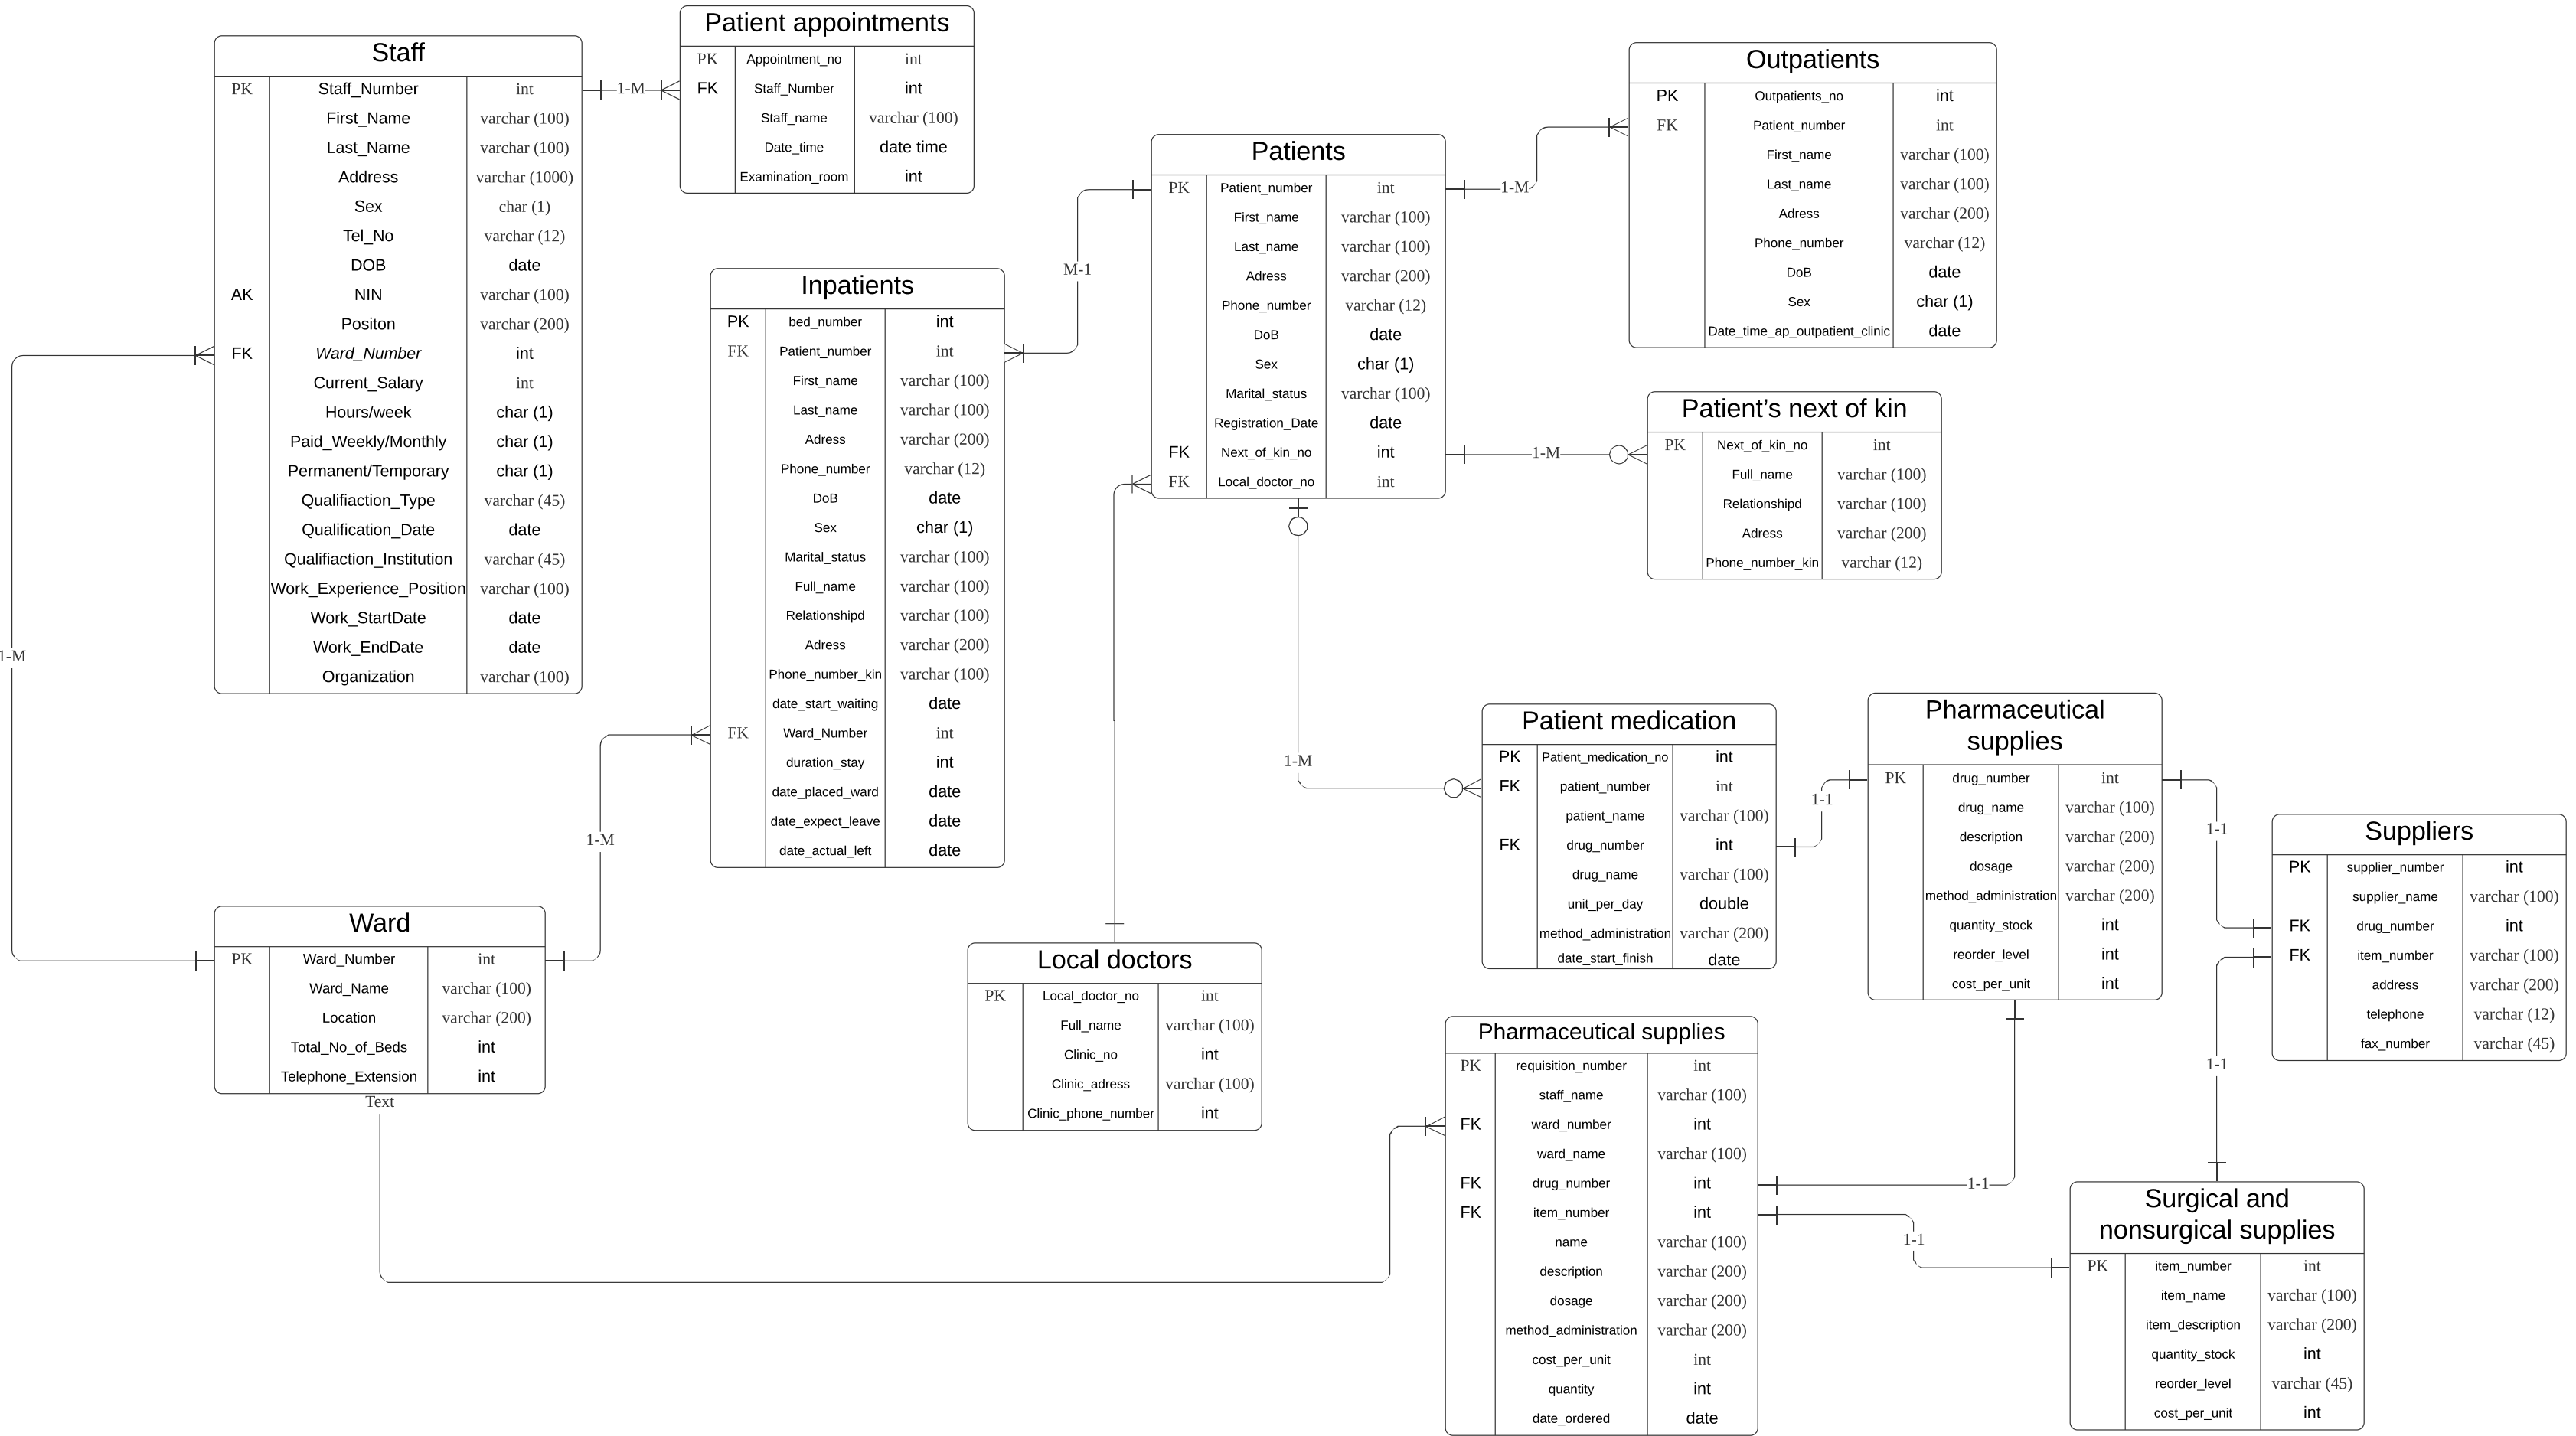 Staff
PK Staff_Number int
First_Name varchar (100)
Last_Name varchar (100)
Address varchar (1000)
Sex char (1)
Tel_No varchar (12)
DOB date
AK NIN varchar (100)
Positon varchar (200)
FK Ward_Number int
Current_Salary int
Hours/week char (1)
Paid_Weekly/Monthly char (1)
Permanent/Temporary char (1)
Qualifiaction_Type varchar (45)
Qualification_Date date
Qualifiaction_Institution varchar (45)
Work_Experience_Position varchar (100)
Work_StartDate date
Work_EndDate date
Organization varchar (100)
1-M
Patient appointments
PK Appointment_no int
FK Staff_Number int
Staff_name varchar (100)
Date_time date time
Examination_room int
Inpatients
PK bed_number int
FK Patient_number int
First_name varchar (100)
Last_name varchar (100)
Adress varchar (200)
Phone_number varchar (12)
DoB date
Sex char (1)
Marital_status varchar (100)
Full_name varchar (100)
Relationshipd varchar (100)
Adress varchar (200)
Phone_number_kin varchar (100)
date_start_waiting date
FK Ward_Number int
duration_stay int
date_placed_ward date
date_expect_leave date
date_actual_left date
M-1
Patients
PK Patient_number int
First_name varchar (100)
Last_name varchar (100)
Adress varchar (200)
Phone_number varchar (12)
DoB date
Sex char (1)
Marital_status varchar (100)
Registration_Date date
FK Next_of_kin_no int
FK Local_doctor_no int
1-M
Outpatients
PK Outpatients_no int
FK Patient_number int
First_name varchar (100)
Last_name varchar (100)
Adress varchar (200)
Phone_number varchar (12)
DoB date
Sex char (1)
Date_time_ap_outpatient_clinic date
1-M
Patient’s next of kin
PK Next_of_kin_no int
Full_name varchar (100)
Relationshipd varchar (100)
Adress varchar (200)
Phone_number_kin varchar (12)
1-M
1-M
1-M
Ward
PK Ward_Number int
Ward_Name varchar (100)
Location varchar (200)
Total_No_of_Beds int
Telephone_Extension int
Text
Local doctors
PK Local_doctor_no int
Full_name varchar (100)
Clinic_no int
Clinic_adress varchar (100)
Clinic_phone_number int
Patient medication
PK Patient_medication_no int
FK patient_number int
patient_name varchar (100)
FK drug_number int
drug_name varchar (100)
unit_per_day double
method_administration varchar (200)
date_start_finish date
1-1
Pharmaceutical
supplies
PK drug_number int
drug_name varchar (100)
description varchar (200)
dosage varchar (200)
method_administration varchar (200)
quantity_stock int
reorder_level int
cost_per_unit int
1-1
Suppliers
PK supplier_number int
supplier_name varchar (100)
FK drug_number int
FK item_number varchar (100)
address varchar (200)
telephone varchar (12)
fax_number varchar (45)
1-1
Pharmaceutical supplies
PK requisition_number int
staff_name varchar (100)
FK ward_number int
ward_name varchar (100)
FK drug_number int
FK item_number int
name varchar (100)
description varchar (200)
dosage varchar (200)
method_administration varchar (200)
cost_per_unit int
quantity int
date_ordered date
1-1
1-1
Surgical and
nonsurgical supplies
PK item_number int
item_name varchar (100)
item_description varchar (200)
quantity_stock int
reorder_level varchar (45)
cost_per_unit int